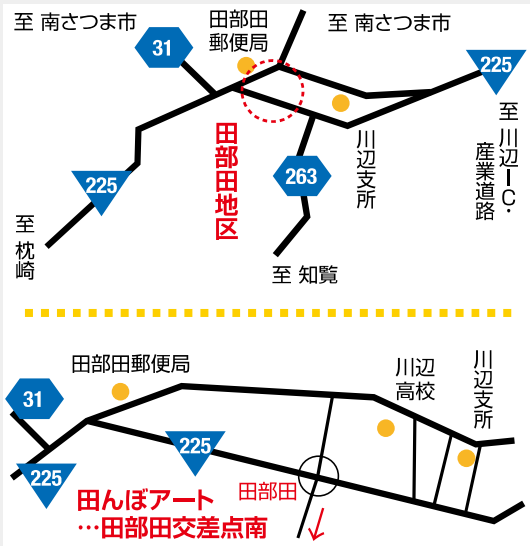 至 南さつま市
31
田部田
郵便局
至 南さつま市
225
至 川辺IC・
産業道路
田部田地区
川辺支所
263
225
至 枕崎
至 知覧
田部田郵便局
川辺
高校
川辺支所
31
225
225
田部田
田んぼアート
…田部田交差点南